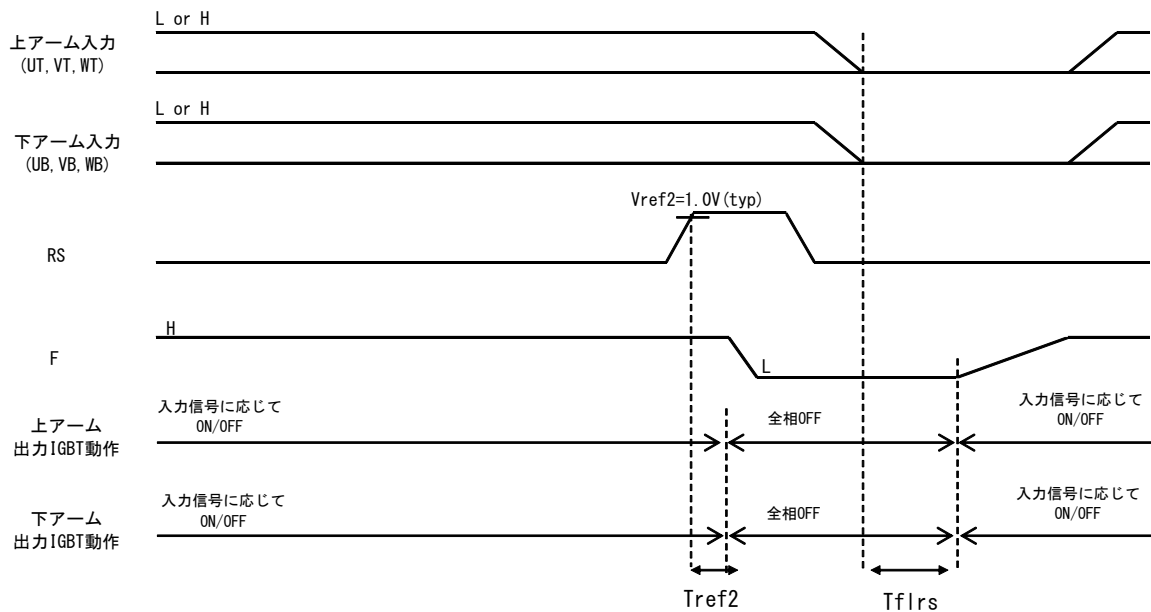 L or H
上アーム入力
(UT,VT,WT)
L or H
下アーム入力
(UB,VB,WB)
Vref2=1.0V(typ)
RS
H
F
L
入力信号に応じて
ON/OFF
全相OFF
入力信号に応じて
ON/OFF
上アーム
出力IGBT動作
入力信号に応じて
ON/OFF
全相OFF
入力信号に応じて
ON/OFF
下アーム
出力IGBT動作
Tref2
Tflrs